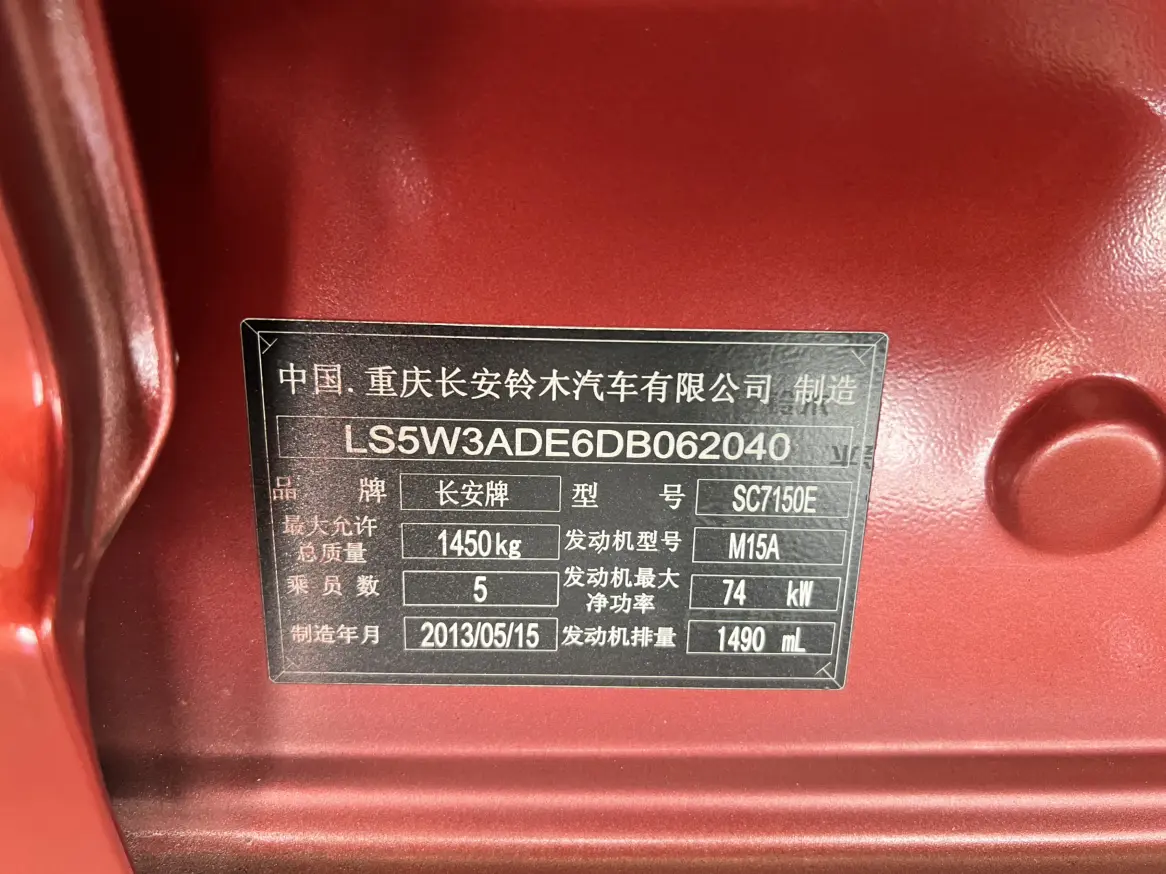 中国.重庆长安铃木汽车有限公司 制造
LS5W3ADE6DB062040
品 牌 长安牌 型 号 SC7150E
最大允许总质量 1450kg 发动机型号 M15A
乘员数 5 发动机最大净功率 74 kW
制造年月 2013/05/15 发动机排量 1490 mL